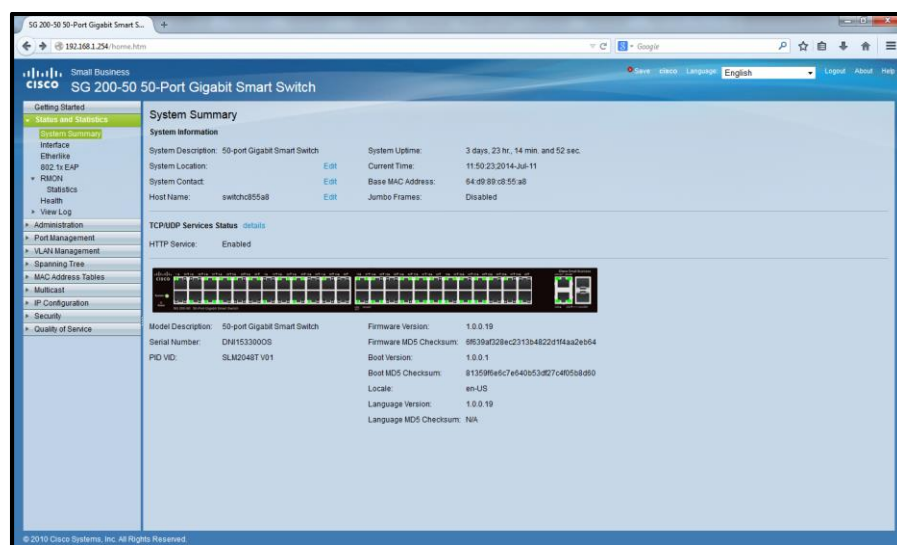 SG 200-50 50-Port Gigabit Smart S...
192.168.1.254/home.htm
Google
Small Business
CISCO SG 200-50 50-Port Gigabit Smart Switch
Save cisco Language English Logout About Help
Getting Started
Status and Statistics
System Summary
Interface
Etherlike
802.1x EAP
RMON
Statistics
Health
View Log
Administration
Port Management
VLAN Management
Spanning Tree
MAC Address Tables
Multicast
IP Configuration
Security
Quality of Service
System Summary
System Information
System Description: 50-port Gigabit Smart Switch System Uptime: 3 days, 23 hr., 14 min. and 52 sec.
System Location: Edit Current Time: 11:50:23;2014-Jul-11
System Contact: Edit Base MAC Address: 64:d9:89:c8:55:a8
Host Name: switchc855a8 Edit Jumbo Frames: Disabled
TCP/UDP Services Status details
HTTP Service: Enabled
CISCO
Model Description: 50-port Gigabit Smart Switch Firmware Version: 1.0.0.19
Serial Number: DNI153300OS Firmware MD5 Checksum: 6f639af328ec2313b4822d1f4aa2eb64
PID VID: SLM2048T V01 Boot Version: 1.0.0.1
Boot MD5 Checksum: 81359f6e6c7e640b53df27c4f05b8d60
Locale: en-US
Language Version: 1.0.0.19
Language MD5 Checksum: N/A
© 2010 Cisco Systems, Inc. All Rights Reserved.